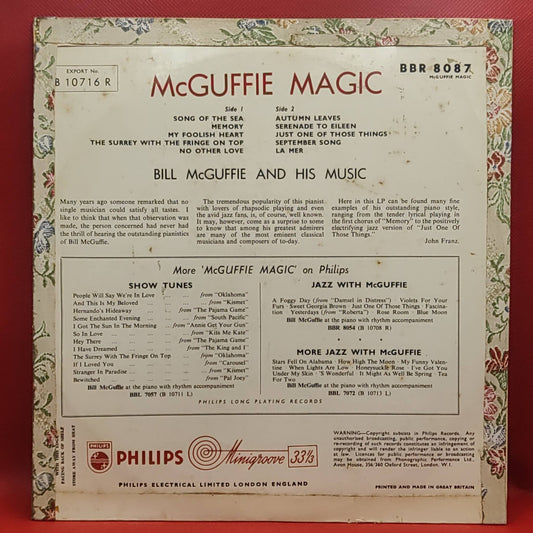 EXPORT No.
B 10716 R
McGUFFIE MAGIC
BBR 8087
McGUFFIE MAGIC
Side 1
SONG OF THE SEA
MEMORY
MY FOOLISH HEART
THE SURREY WITH THE FRINGE ON TOP
NO OTHER LOVE
Side 2
AUTUMN LEAVES
SERENADE TO EILEEN
JUST ONE OF THOSE THINGS
SEPTEMBER SONG
LA MER
BILL McGUFFIE AND HIS MUSIC
Many years ago someone remarked that no
single musician could satisfy all tastes. I
like to think that when that observation was
made, the person concerned had never had
the thrill of hearing the outstanding pianistics
of Bill McGuffie.
The tremendous popularity of this pianist
with lovers of rhapsodic playing and even
the avid jazz fans, is, of course, well known.
It may, however, come as a surprise to some
to know that among his greatest admirers
are many of the most eminent classical
musicians and composers of to-day.
Here in this LP can be found many fine
examples of his outstanding piano style,
ranging from the tender lyrical playing in
the first chorus of "Memory" to the positively
electrifying jazz version of "Just One Of
Those Things."
John Franz.
More 'McGUFFIE MAGIC' on Philips
SHOW TUNES
People Will Say We're In Love ... from "Oklahoma"
And This Is My Beloved ... from "Kismet"
Hernando's Hideaway ... from "The Pajama Game"
Some Enchanted Evening ... from "South Pacific"
I Got The Sun In The Morning ... from "Annie Get Your Gun"
So In Love ... from "Kiss Me Kate"
Hey There ... from "The Pajama Game"
I Have Dreamed ... from "The King and I"
The Surrey With The Fringe On Top ... from "Oklahoma"
If I Loved You ... from "Carousel"
Stranger In Paradise ... from "Kismet"
Bewitched ... from "Pal Joey"
Bill McGuffie at the piano with rhythm accompaniment
BBL 7057 (B 10711 L)
JAZZ WITH McGUFFIE
A Foggy Day (from "Damsel in Distress") · Violets For Your
Furs · Sweet Georgia Brown · Just One Of Those Things · Fascina-
tion · Yesterdays (from "Roberta") · Rose Room · Blue Moon
Bill McGuffie at the piano with rhythm accompaniment
BBR 8054 (B 10708 R)
MORE JAZZ WITH McGUFFIE
Stars Fell On Alabama · How High The Moon · My Funny Valen-
tine · When Lights Are Low · Honeysuckle Rose · I've Got You
Under My Skin · 'S Wonderful · It Might As Well Be Spring · Tea
For Two
Bill McGuffie at the piano with rhythm accompaniment
BBL 7072 (B 10713 L)
PHILIPS LONG PLAYING RECORDS
STORE AWAY FROM HEAT
PHILIPS
PHILIPS Minigroove 33⅓
PHILIPS ELECTRICAL LIMITED LONDON ENGLAND
WARNING—Copyright subsists in Philips Records. Any
unauthorised broadcasting, public performance, copying or
re-recording of such records in any manner whatsoever will
constitute an infringement of such copyright and will
render the infringer liable to an action at law.
Licences for public performance or broadcasting may be
obtained from Phonographic Performance Ltd.,
Avon House, 356/360 Oxford Street, London, W.1.
PRINTED AND MADE IN GREAT BRITAIN